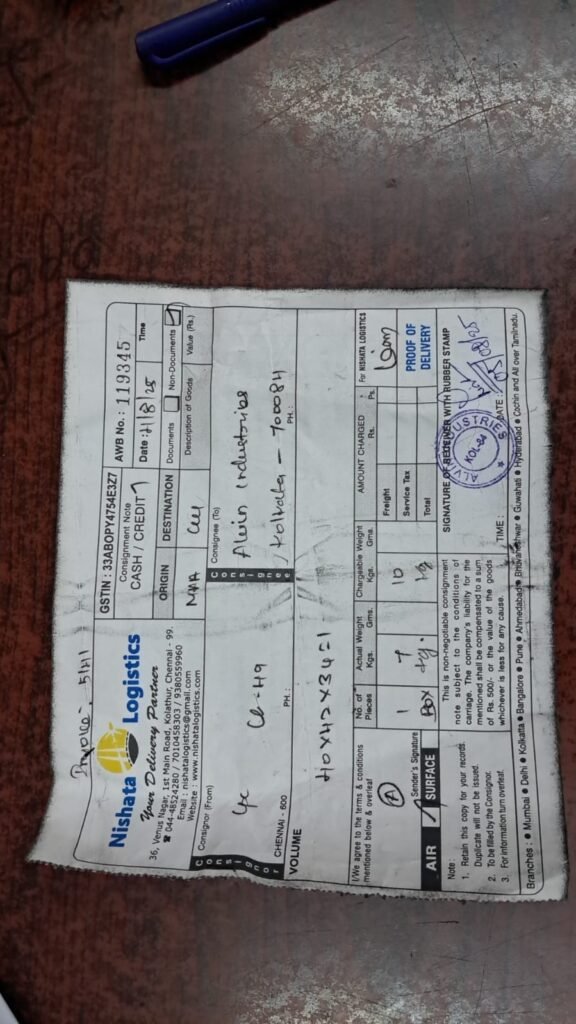 Invoice - 5141
Nishata Logistics
Your Delivery Partner
36, Venus Nagar, 1st Main Road, Kolathur, Chennai - 99.
☎ 044-48524280 / 7010458303 / 9380559960
Email : nishatalogistics@gmail.com
Website : www.nishatalogistics.com
GSTIN : 33ABOPY4754E3Z7
Consignment Note
CASH / CREDIT
AWB No. : 119345
Date : 21/8/25
Time
ORIGIN
DESTINATION
Documents
Non-Documents
MAA
CCU
Description of Goods
Value (Rs.)
Consignor (From)
Consignor
CHENNAI - 600
PH. :
Consignee (To)
Consignee
Alvin Industries
Kolkata - 700084
PH. :
VOLUME
40X42X34=1
I/We agree to the terms & conditions
mentioned below & overleaf
Sender's Signature
AIR
SURFACE
No. of Pieces
Actual Weight
Kgs. Gms.
Chargeable Weight
Kgs. Gms.
AMOUNT CHARGED
Rs. Ps.
For NISHATA LOGISTICS
1
7
10
Box
kg.
kg
Freight
Service Tax
Total
PROOF OF
DELIVERY
Note :
1. Retain this copy for your records.
Duplicate will not be issued.
2. To be filled by the Consignor.
3. For information turn overleaf.
This is non-negotiable consignment
note subject to the conditions of
carriage. The company's liability for the
mentioned shall be compensated to a sum
of Rs. 500/- or the value of the goods
whichever is less for any cause.
SIGNATURE OF RECEIVER WITH RUBBER STAMP
TIME :
DATE :
05/08/25
ALVIN INDUSTRIES
KOL-84
Branches : ● Mumbai ● Delhi ● Kolkatta ● Bangalore ● Pune ● Ahmedabad ● Bhubaneshwar ● Guwahati ● Hyderabad ● Cochin and All over Tamilnadu.